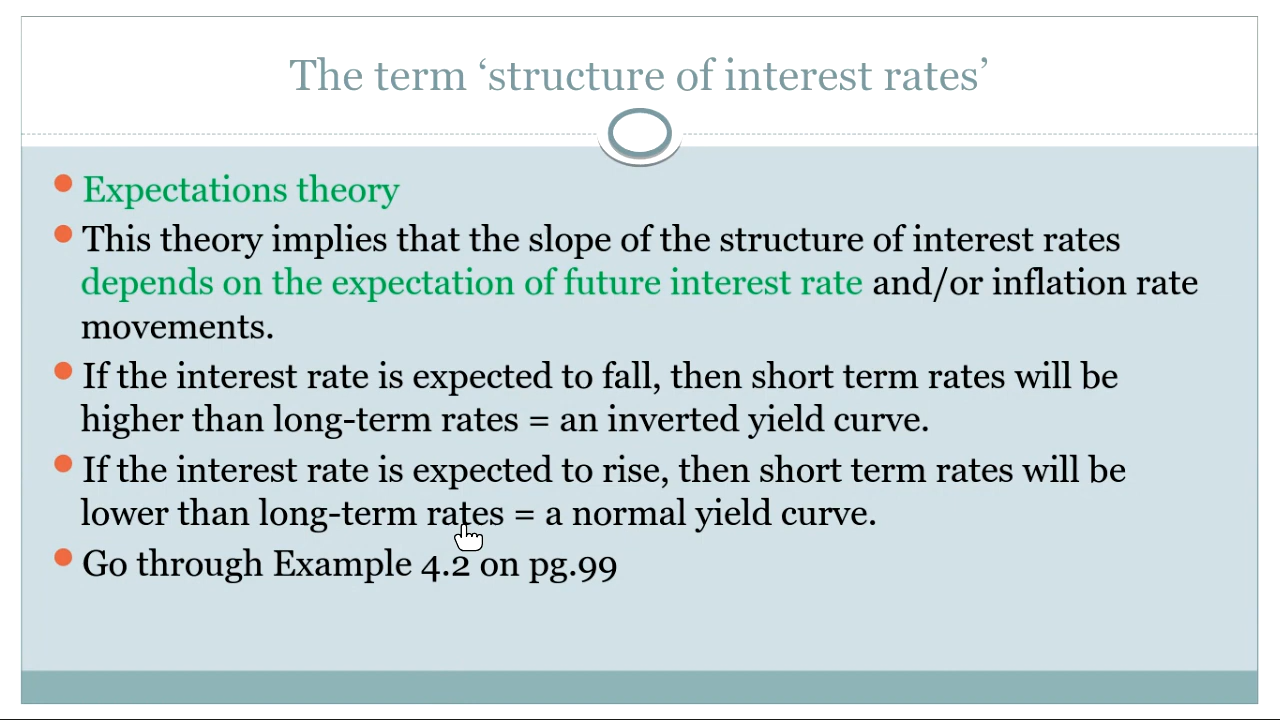 The term ‘structure of interest rates’
Expectations theory
This theory implies that the slope of the structure of interest rates
depends on the expectation of future interest rate and/or inflation rate
movements.
If the interest rate is expected to fall, then short term rates will be
higher than long-term rates = an inverted yield curve.
If the interest rate is expected to rise, then short term rates will be
lower than long-term rates = a normal yield curve.
Go through Example 4.2 on pg.99